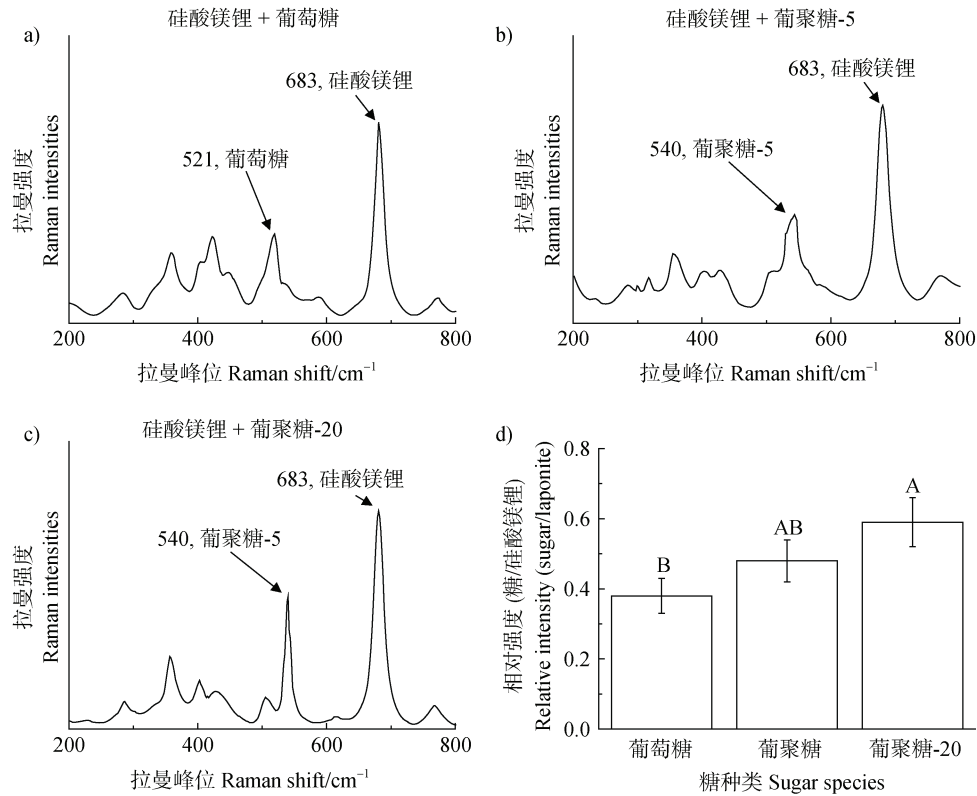 a)
硅酸镁锂 + 葡萄糖
683, 硅酸镁锂
521, 葡萄糖
拉曼强度
Raman intensities
200
400
600
800
拉曼峰位 Raman shift/cm⁻¹
b)
硅酸镁锂 + 葡聚糖-5
683, 硅酸镁锂
540, 葡聚糖-5
拉曼强度
Raman intensities
200
400
600
800
拉曼峰位 Raman shift/cm⁻¹
c)
硅酸镁锂 + 葡聚糖-20
683, 硅酸镁锂
540, 葡聚糖-5
拉曼强度
Raman intensities
200
400
600
800
拉曼峰位 Raman shift/cm⁻¹
d)
相对强度 (糖/硅酸镁锂)
Relative intensity (sugar/laponite)
0.8
0.6
0.4
0.2
0.0
B
AB
A
葡萄糖
葡聚糖
葡聚糖-20
糖种类 Sugar species